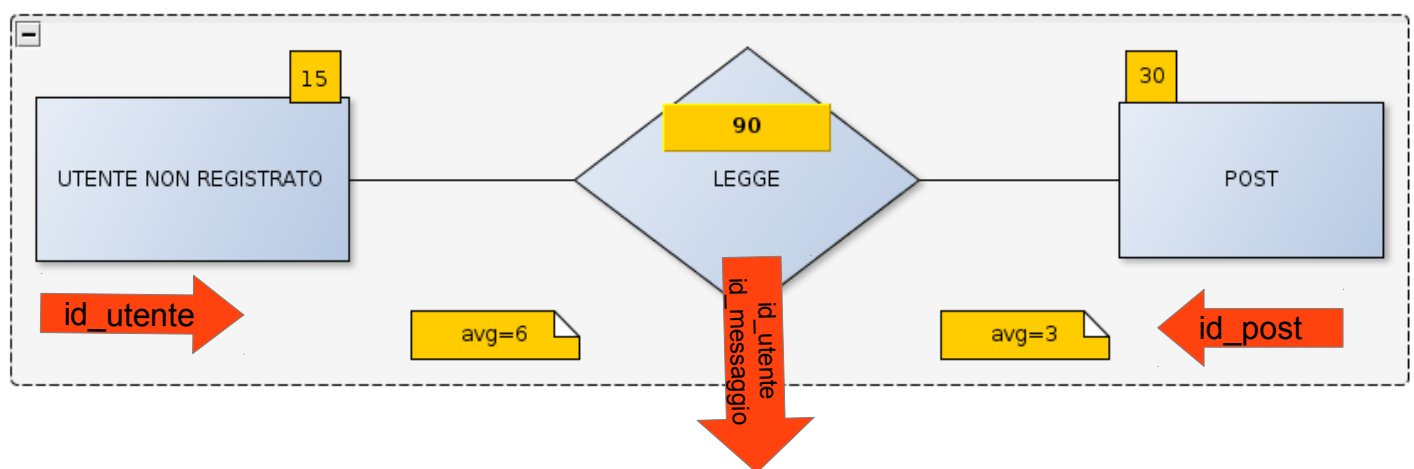 15
30
90
UTENTE NON REGISTRATO
LEGGE
POST
id_utente
avg=6
id_utente
id_messaggio
avg=3
id_post